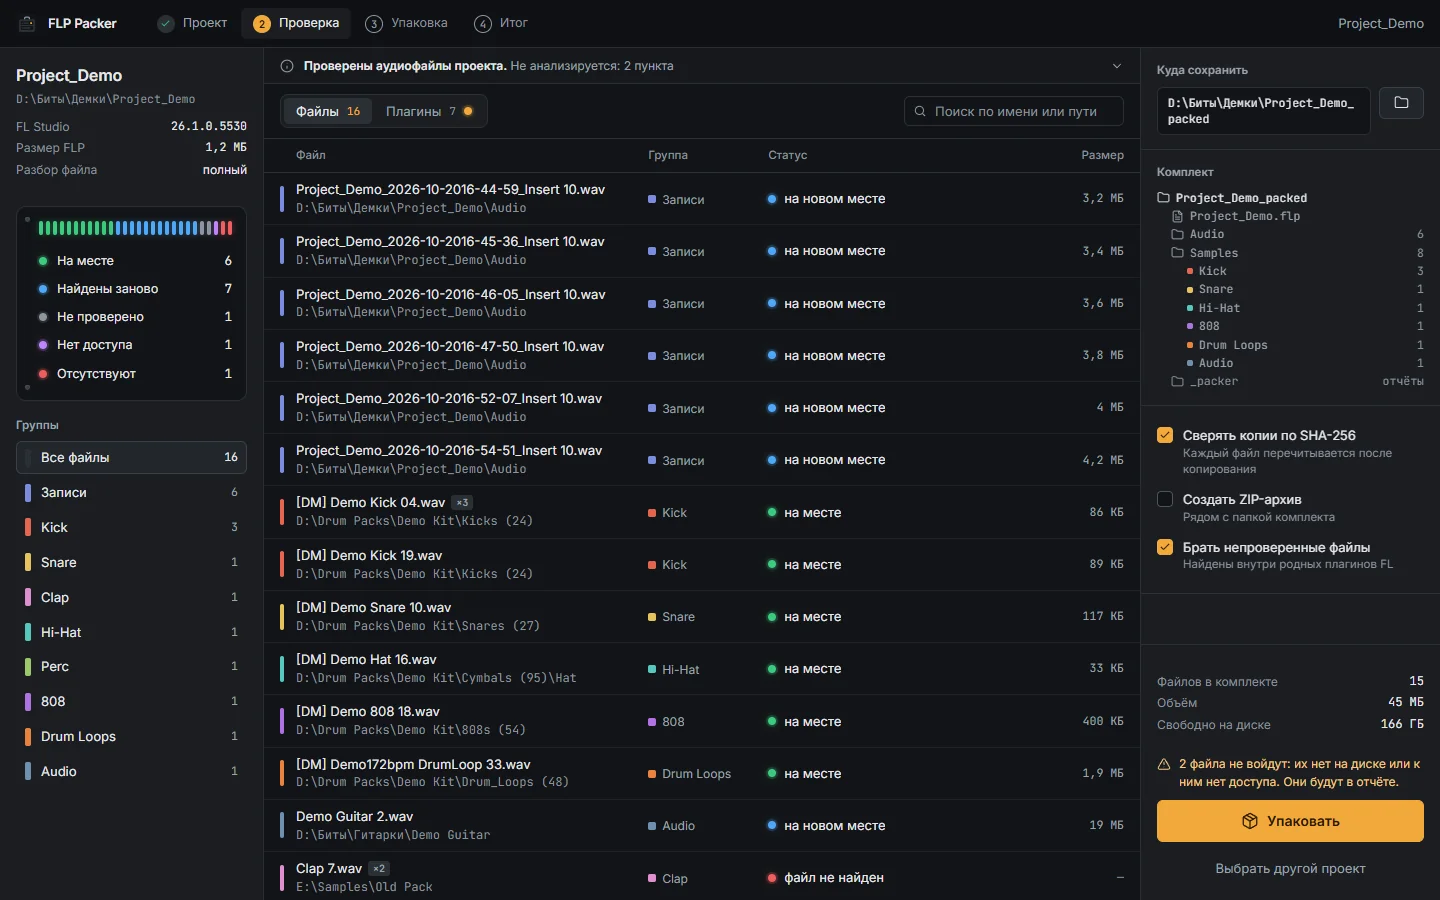 FLP Packer
Проект
2 Проверка
3 Упаковка
4 Итог
Project_Demo
Project_Demo
D:\Биты\Демки\Project_Demo
FL Studio 26.1.0.5530
Размер FLP 1,2 МБ
Разбор файла полный
На месте 6
Найдены заново 7
Не проверено 1
Нет доступа 1
Отсутствуют 1
Группы
Все файлы 16
Записи 6
Kick 3
Snare 1
Clap 1
Hi-Hat 1
Perc 1
808 1
Drum Loops 1
Audio 1
Проверены аудиофайлы проекта. Не анализируется: 2 пункта
Файлы 16 Плагины 7
Поиск по имени или пути
Файл Группа Статус Размер
Project_Demo_2026-10-2016-44-59_Insert 10.wav
D:\Биты\Демки\Project_Demo\Audio
Записи на новом месте 3,2 МБ
Project_Demo_2026-10-2016-45-36_Insert 10.wav
D:\Биты\Демки\Project_Demo\Audio
Записи на новом месте 3,4 МБ
Project_Demo_2026-10-2016-46-05_Insert 10.wav
D:\Биты\Демки\Project_Demo\Audio
Записи на новом месте 3,6 МБ
Project_Demo_2026-10-2016-47-50_Insert 10.wav
D:\Биты\Демки\Project_Demo\Audio
Записи на новом месте 3,8 МБ
Project_Demo_2026-10-2016-52-07_Insert 10.wav
D:\Биты\Демки\Project_Demo\Audio
Записи на новом месте 4 МБ
Project_Demo_2026-10-2016-54-51_Insert 10.wav
D:\Биты\Демки\Project_Demo\Audio
Записи на новом месте 4,2 МБ
[DM] Demo Kick 04.wav ×3
D:\Drum Packs\Demo Kit\Kicks (24)
Kick на месте 86 КБ
[DM] Demo Kick 19.wav
D:\Drum Packs\Demo Kit\Kicks (24)
Kick на месте 89 КБ
[DM] Demo Snare 10.wav
D:\Drum Packs\Demo Kit\Snares (27)
Snare на месте 117 КБ
[DM] Demo Hat 16.wav
D:\Drum Packs\Demo Kit\Cymbals (95)\Hat
Hi-Hat на месте 33 КБ
[DM] Demo 808 18.wav
D:\Drum Packs\Demo Kit\808s (54)
808 на месте 400 КБ
[DM] Demo172bpm DrumLoop 33.wav
D:\Drum Packs\Demo Kit\Drum_Loops (48)
Drum Loops на месте 1,9 МБ
Demo Guitar 2.wav
D:\Биты\Гитарки\Demo Guitar
Audio на новом месте 19 МБ
Clap 7.wav ×2
E:\Samples\Old Pack
Clap файл не найден –
Куда сохранить
D:\Биты\Демки\Project_Demo_
packed
Комплект
Project_Demo_packed
Project_Demo.flp
Audio 6
Samples 8
Kick 3
Snare 1
Hi-Hat 1
808 1
Drum Loops 1
Audio 1
_packer отчёты
Сверять копии по SHA-256
Каждый файл перечитывается после
копирования
Создать ZIP-архив
Рядом с папкой комплекта
Брать непроверенные файлы
Найдены внутри родных плагинов FL
Файлов в комплекте 15
Объём 45 МБ
Свободно на диске 166 ГБ
2 файла не войдут: их нет на диске или к
ним нет доступа. Они будут в отчёте.
Упаковать
Выбрать другой проект